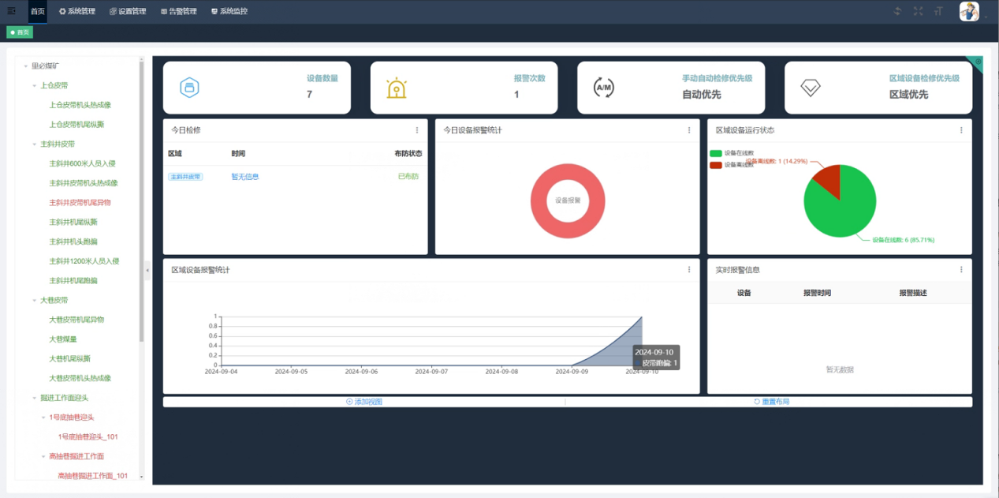 首页 系统管理 设置管理 告警管理 系统监控
首页
里必煤矿
上仓皮带
上仓皮带机头热成像
上仓皮带机尾纵撕
主斜井皮带
主斜井600米人员入侵
主斜井皮带机头热成像
主斜井皮带机尾异物
主斜井机尾纵撕
主斜井机头跑偏
主斜井1200米人员入侵
主斜井机尾跑偏
大巷皮带
大巷皮带机尾异物
大巷煤量
大巷机尾纵撕
大巷皮带机头热成像
掘进工作面迎头
1号底抽巷迎头
1号底抽巷迎头_101
高抽巷掘进工作面
高抽巷掘进工作面_101
设备数量
7
报警次数
1
A/M
手动自动检修优先级
自动优先
区域设备检修优先级
区域优先
今日检修
区域 时间 布防状态
主斜井皮带 暂无信息 已布防
今日设备报警统计
设备报警
区域设备运行状态
设备在线数
设备离线数
设备离线数: 1 (14.29%)
设备在线数: 6 (85.71%)
区域设备报警统计
1
0.8
0.6
0.4
0.2
0
2024-09-04 2024-09-05 2024-09-06 2024-09-07 2024-09-08 2024-09-09 2024-09-10
2024-09-10
皮带跑偏: 1
实时报警信息
设备 报警时间 报警描述
暂无数据
添加视图
重置布局